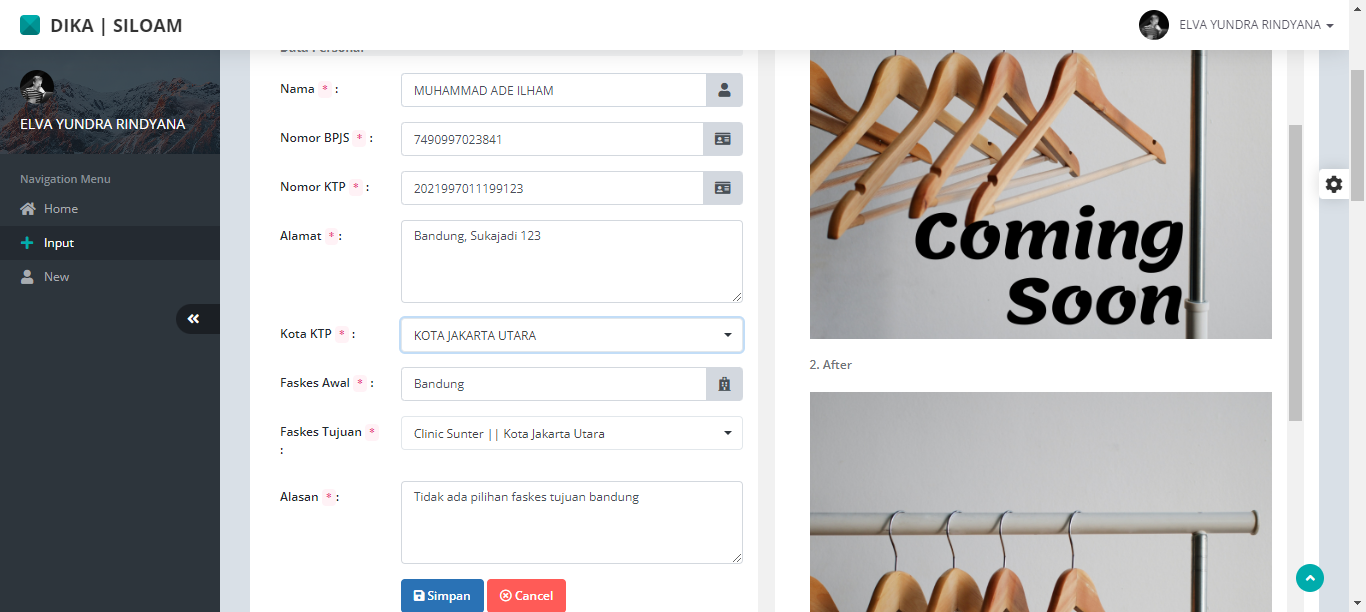 DIKA | SILOAM
ELVA YUNDRA RINDYANA
ELVA YUNDRA RINDYANA
Navigation Menu
Home
Input
New
Data Personal
Nama * :
MUHAMMAD ADE ILHAM
Nomor BPJS * :
7490997023841
Nomor KTP * :
2021997011199123
Alamat * :
Bandung, Sukajadi 123
Kota KTP * :
KOTA JAKARTA UTARA
Faskes Awal * :
Bandung
Faskes Tujuan *
:
Clinic Sunter || Kota Jakarta Utara
Alasan * :
Tidak ada pilihan faskes tujuan bandung
Simpan
Cancel
Coming
Soon
2. After